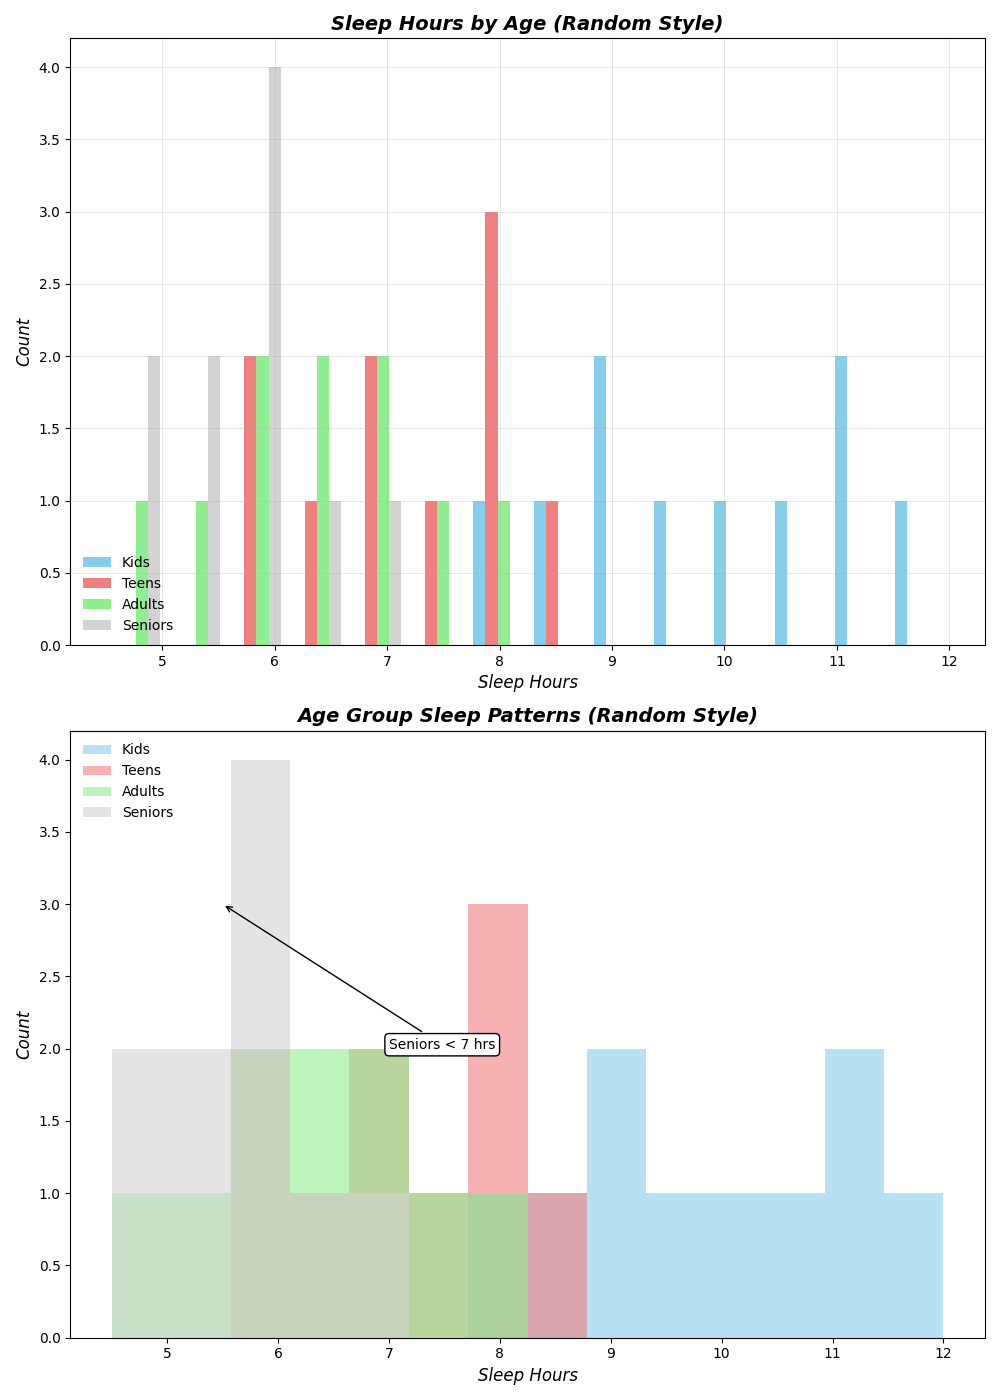 Sleep Hours by Age (Random Style)
4.0
3.5
3.0
2.5
2.0
1.5
1.0
0.5
0.0
Count
Kids
Teens
Adults
Seniors
5 6 7 8 9 10 11 12
Sleep Hours
Age Group Sleep Patterns (Random Style)
Kids
Teens
Adults
Seniors
4.0
3.5
3.0
2.5
2.0
1.5
1.0
0.5
0.0
Count
Seniors < 7 hrs
5 6 7 8 9 10 11 12
Sleep Hours